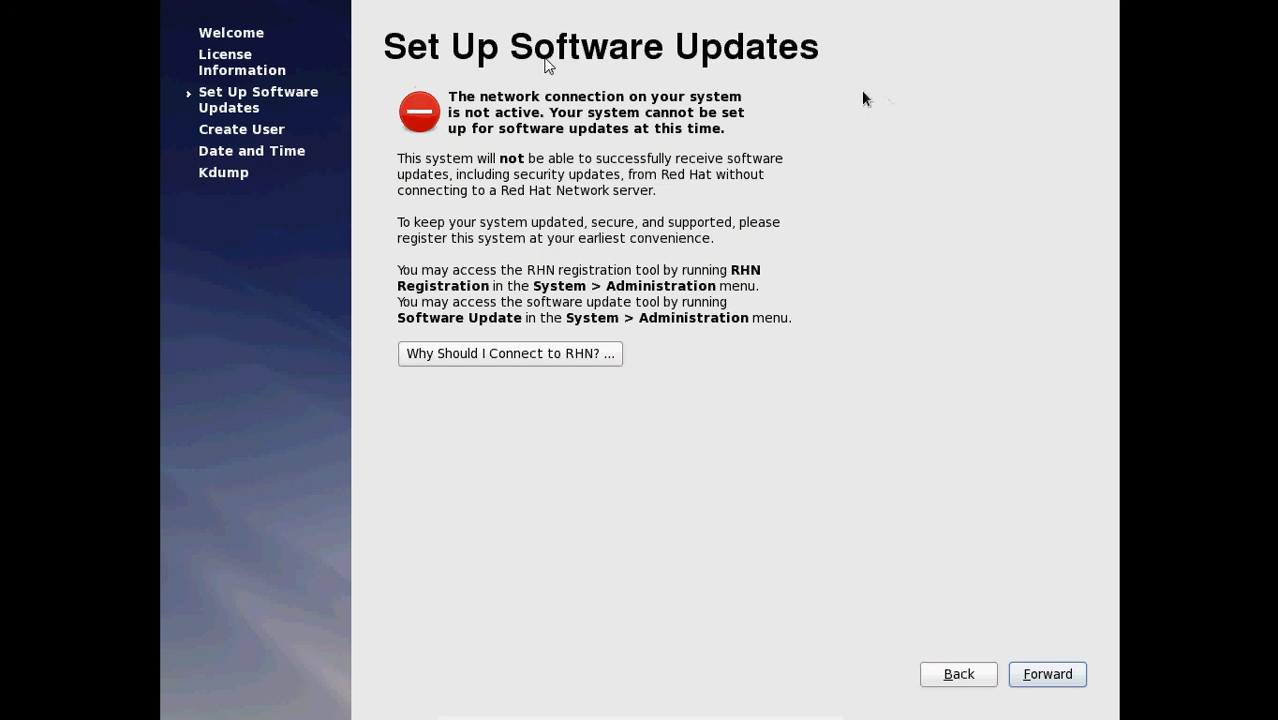 Welcome
License
Information
Set Up Software
Updates
Create User
Date and Time
Kdump
Set Up Software Updates
The network connection on your system
is not active. Your system cannot be set
up for software updates at this time.
This system will not be able to successfully receive software
updates, including security updates, from Red Hat without
connecting to a Red Hat Network server.
To keep your system updated, secure, and supported, please
register this system at your earliest convenience.
You may access the RHN registration tool by running RHN
Registration in the System > Administration menu.
You may access the software update tool by running
Software Update in the System > Administration menu.
Why Should I Connect to RHN? ...
Back
Forward